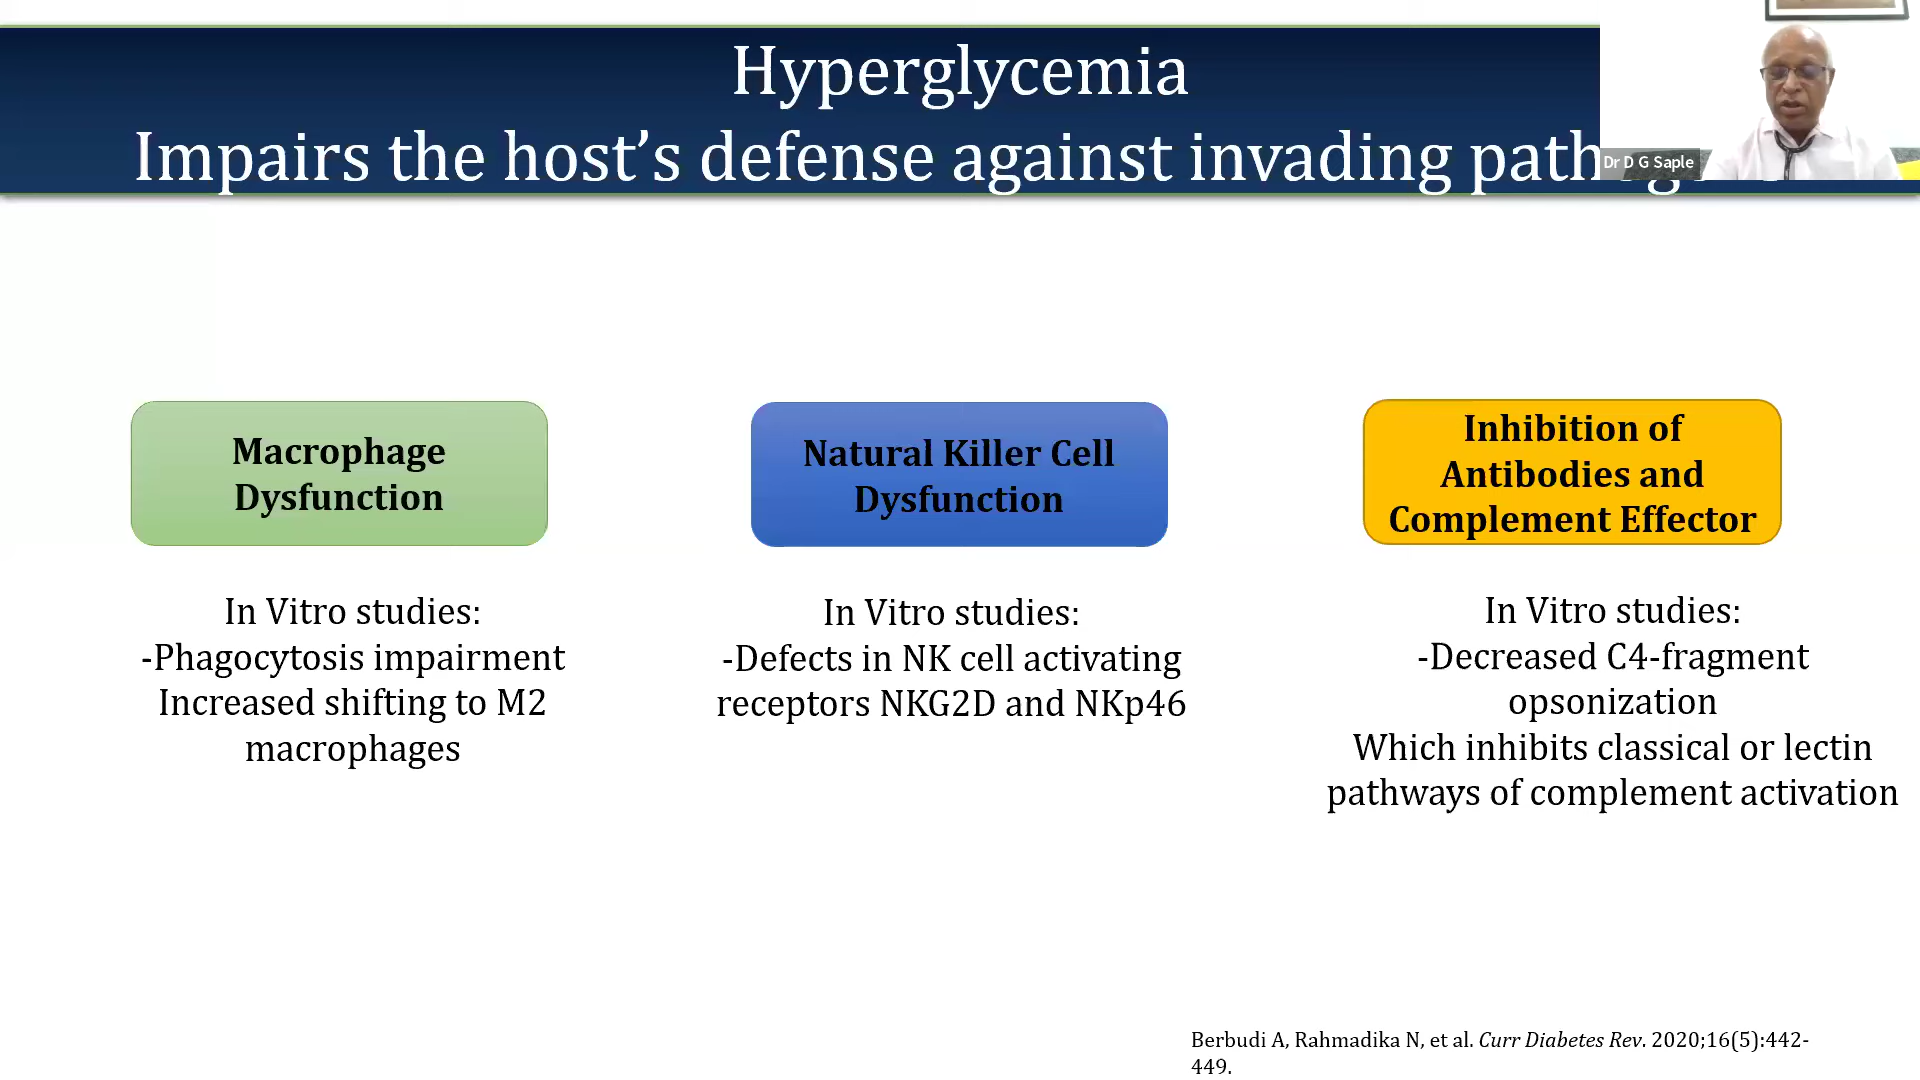 Hyperglycemia
Impairs the host’s defense against invading
Dr D G Saple
Macrophage
Dysfunction
Natural Killer Cell
Dysfunction
Inhibition of
Antibodies and
Complement Effector
In Vitro studies:
-Phagocytosis impairment
Increased shifting to M2
macrophages
In Vitro studies:
-Defects in NK cell activating
receptors NKG2D and NKp46
In Vitro studies:
-Decreased C4-fragment
opsonization
Which inhibits classical or lectin
pathways of complement activation
Berbudi A, Rahmadika N, et al. Curr Diabetes Rev. 2020;16(5):442-
449.